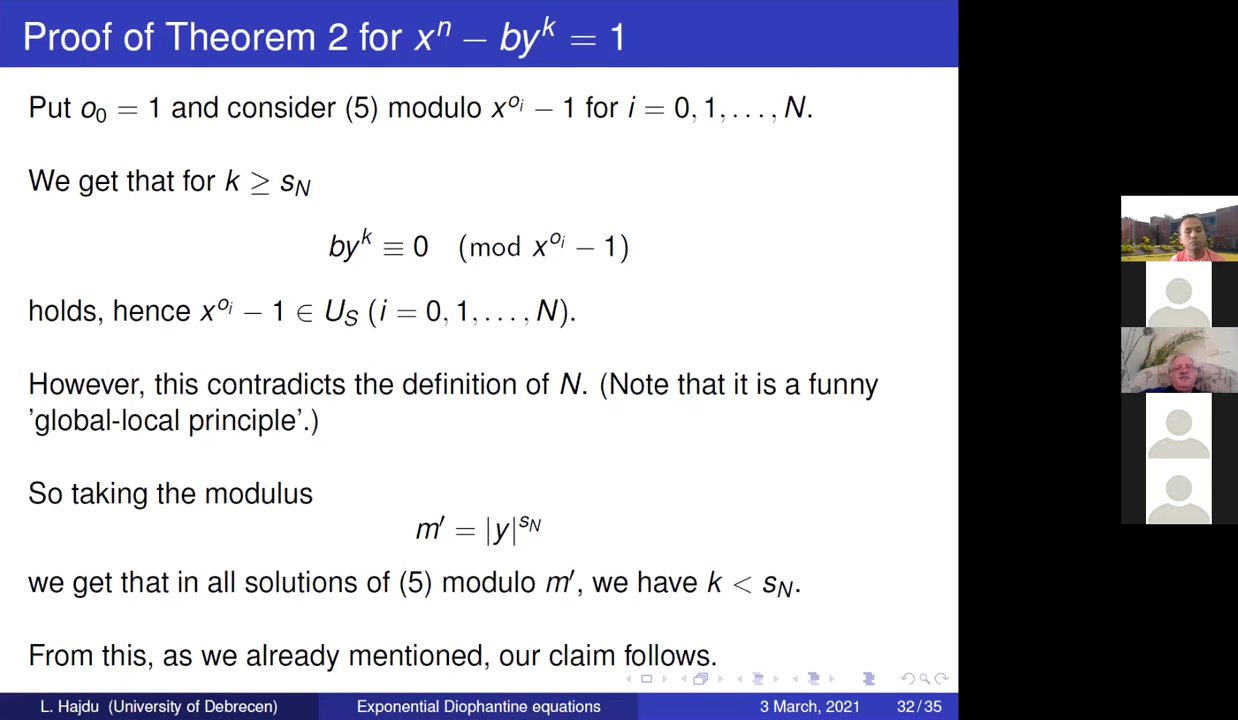 Proof of Theorem 2 for xⁿ − byᵏ = 1
Put o₀ = 1 and consider (5) modulo x^{o_i} − 1 for i = 0, 1, . . . , N.
We get that for k ≥ s_N
byᵏ ≡ 0 (mod x^{o_i} − 1)
holds, hence x^{o_i} − 1 ∈ U_S (i = 0, 1, . . . , N).
However, this contradicts the definition of N. (Note that it is a funny
'global-local principle'.)
So taking the modulus
m′ = |y|^{s_N}
we get that in all solutions of (5) modulo m′, we have k < s_N.
From this, as we already mentioned, our claim follows.
L. Hajdu (University of Debrecen) Exponential Diophantine equations 3 March, 2021 32/35